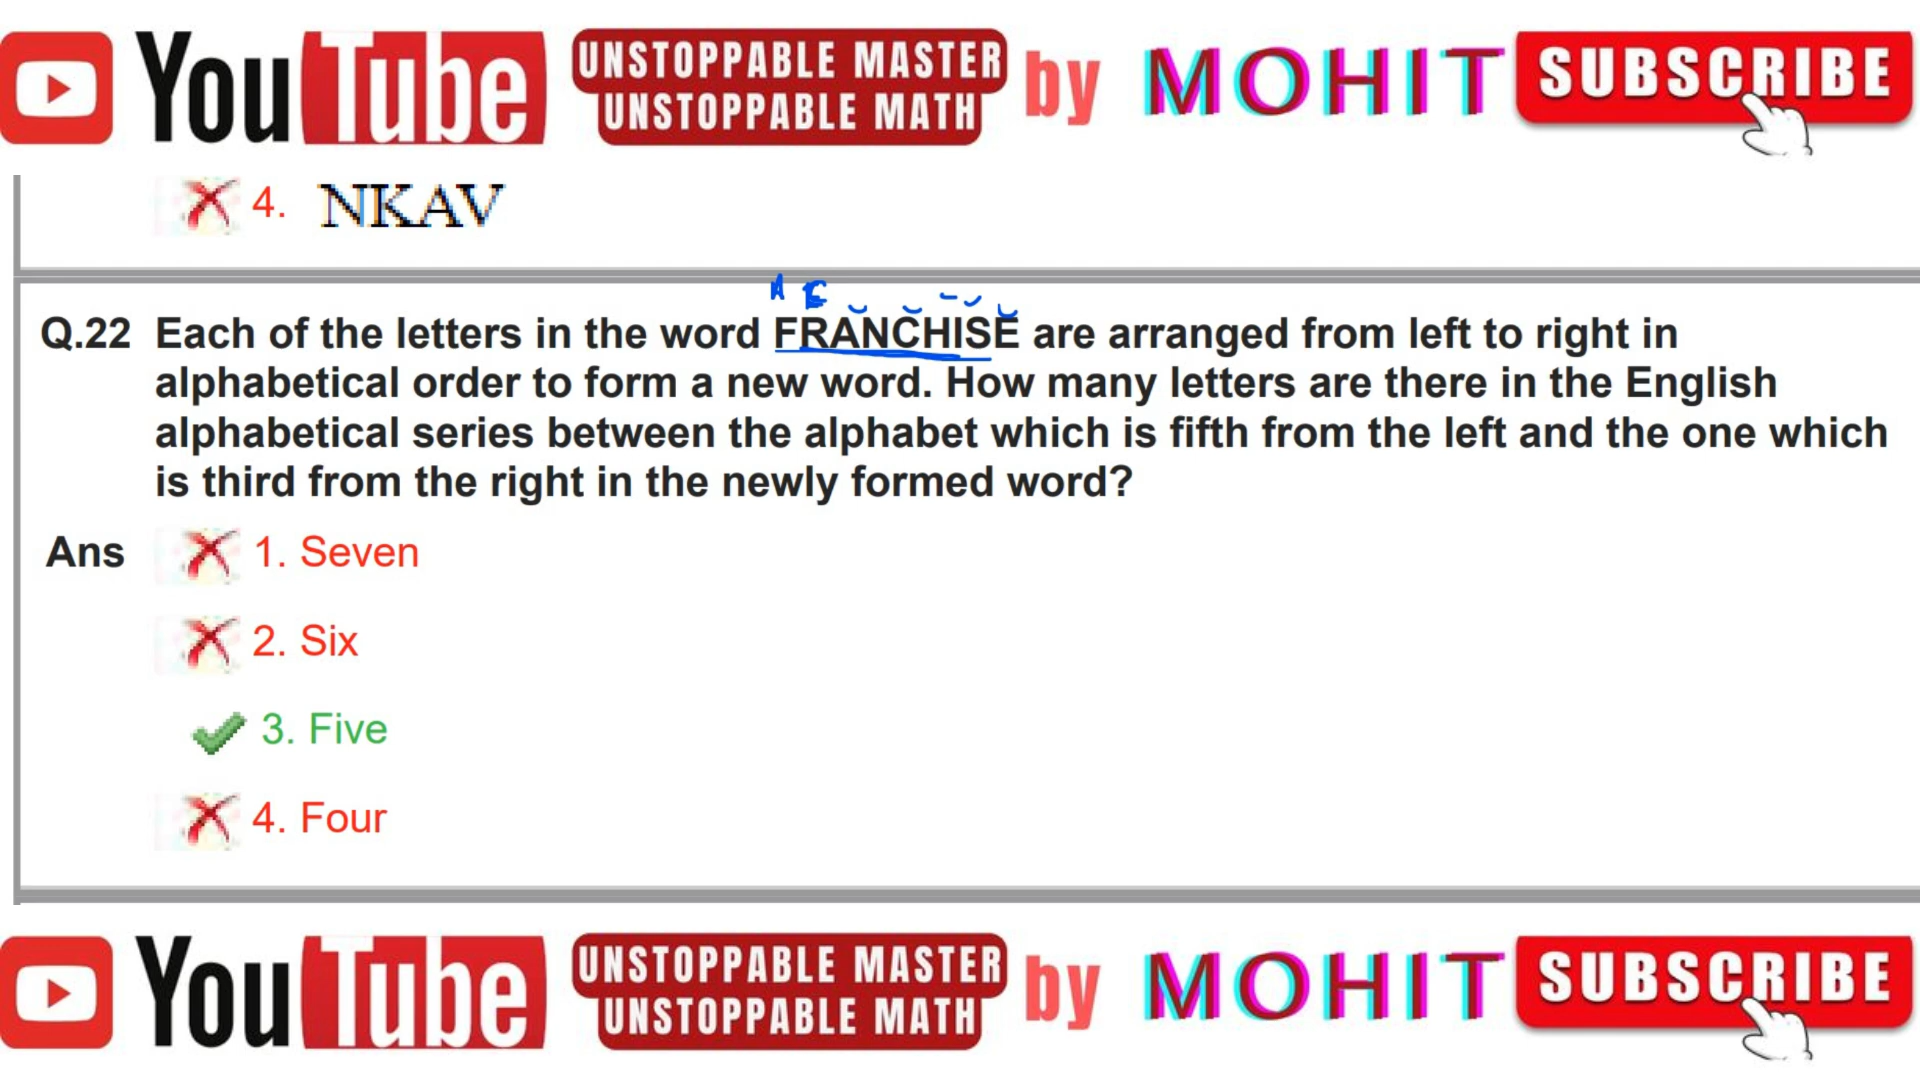 YouTube UNSTOPPABLE MASTER by MOHIT SUBSCRIBE
UNSTOPPABLE MATH
4. NKAV
A
Q.22 Each of the letters in the word FRANCHISE are arranged from left to right in
alphabetical order to form a new word. How many letters are there in the English
alphabetical series between the alphabet which is fifth from the left and the one which
is third from the right in the newly formed word?
Ans 1. Seven
2. Six
3. Five
4. Four
YouTube UNSTOPPABLE MASTER by MOHIT SUBSCRIBE
UNSTOPPABLE MATH